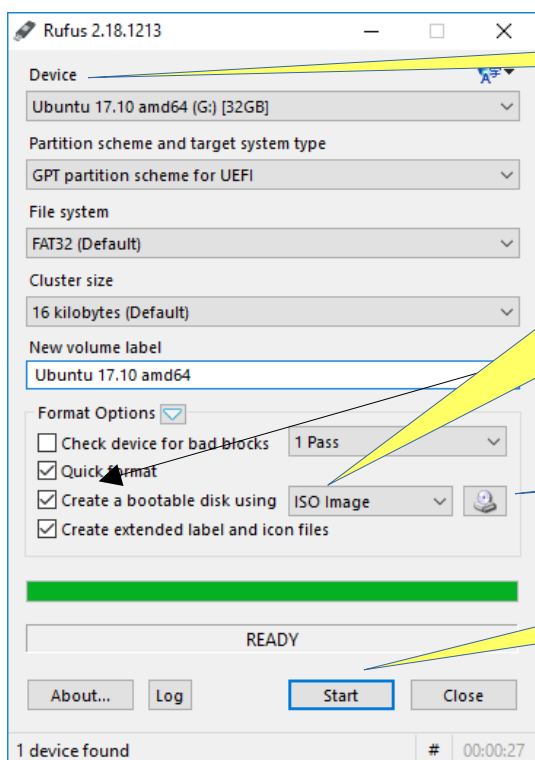 Rufus 2.18.1213
Device
Ubuntu 17.10 amd64 (G:) [32GB]
Partition scheme and target system type
GPT partition scheme for UEFI
File system
FAT32 (Default)
Cluster size
16 kilobytes (Default)
New volume label
Ubuntu 17.10 amd64
Format Options
Check device for bad blocks 1 Pass
Quick format
Create a bootable disk using ISO Image
Create extended label and icon files
READY
About... Log Start Close
1 device found # 00:00:27